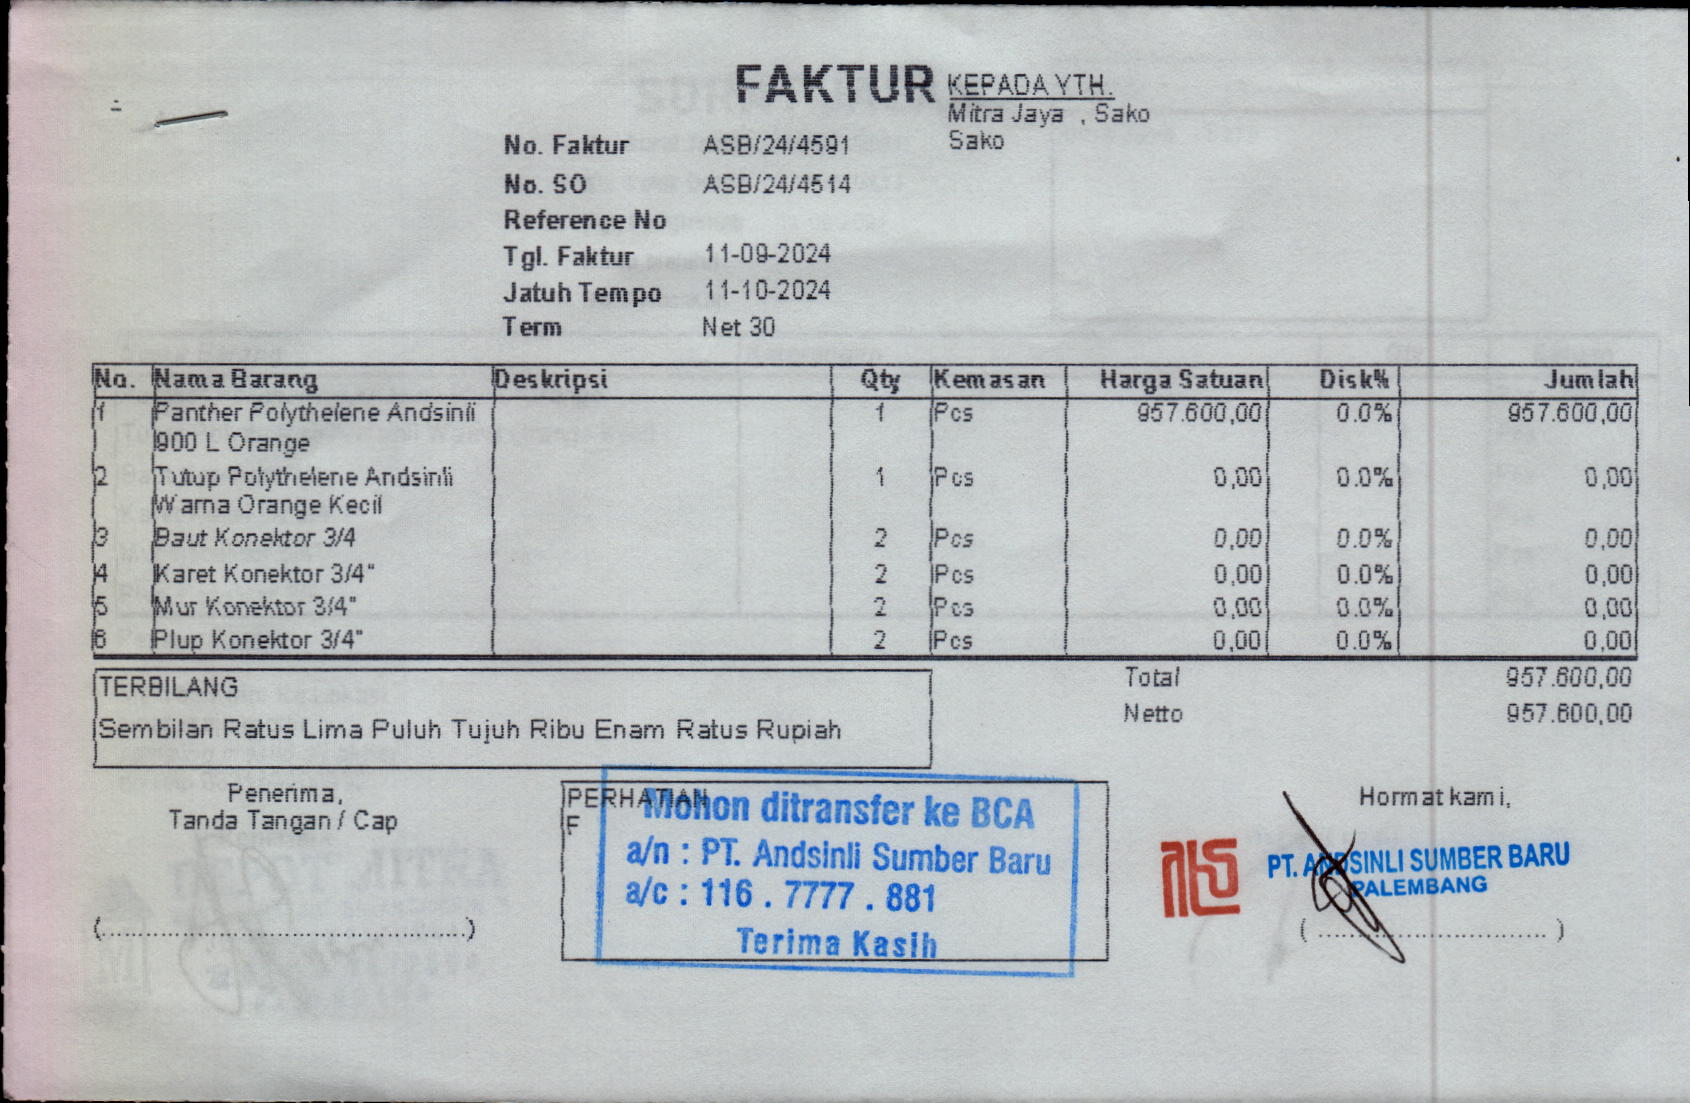 FAKTUR
KEPADA YTH.
Mitra Jaya , Sako
Sako
No. Faktur ASB/24/4591
No. SO ASB/24/4514
Reference No
Tgl. Faktur 11-09-2024
Jatuh Tempo 11-10-2024
Term Net 30
No. Nama Barang Deskripsi Qty Kemasan Harga Satuan Disk% Jumlah
1 Panther Polythelene Andsinli 1 Pcs 957.600,00 0.0% 957.600,00
900 L Orange
2 Tutup Polythelene Andsinli 1 Pcs 0,00 0.0% 0,00
Warna Orange Kecil
3 Baut Konektor 3/4 2 Pcs 0,00 0.0% 0,00
4 Karet Konektor 3/4" 2 Pcs 0,00 0.0% 0,00
5 Mur Konektor 3/4" 2 Pcs 0,00 0.0% 0,00
6 Plup Konektor 3/4" 2 Pcs 0,00 0.0% 0,00
TERBILANG
Sembilan Ratus Lima Puluh Tujuh Ribu Enam Ratus Rupiah
Total 957.600,00
Netto 957.600,00
Penerima,
Tanda Tangan / Cap
(..........................................)
PERHATIAN
F
Mohon ditransfer ke BCA
a/n : PT. Andsinli Sumber Baru
a/c : 116 . 7777 . 881
Terima Kasih
Hormat kami,
PT. ANDSINLI SUMBER BARU
PALEMBANG
( .......................... )